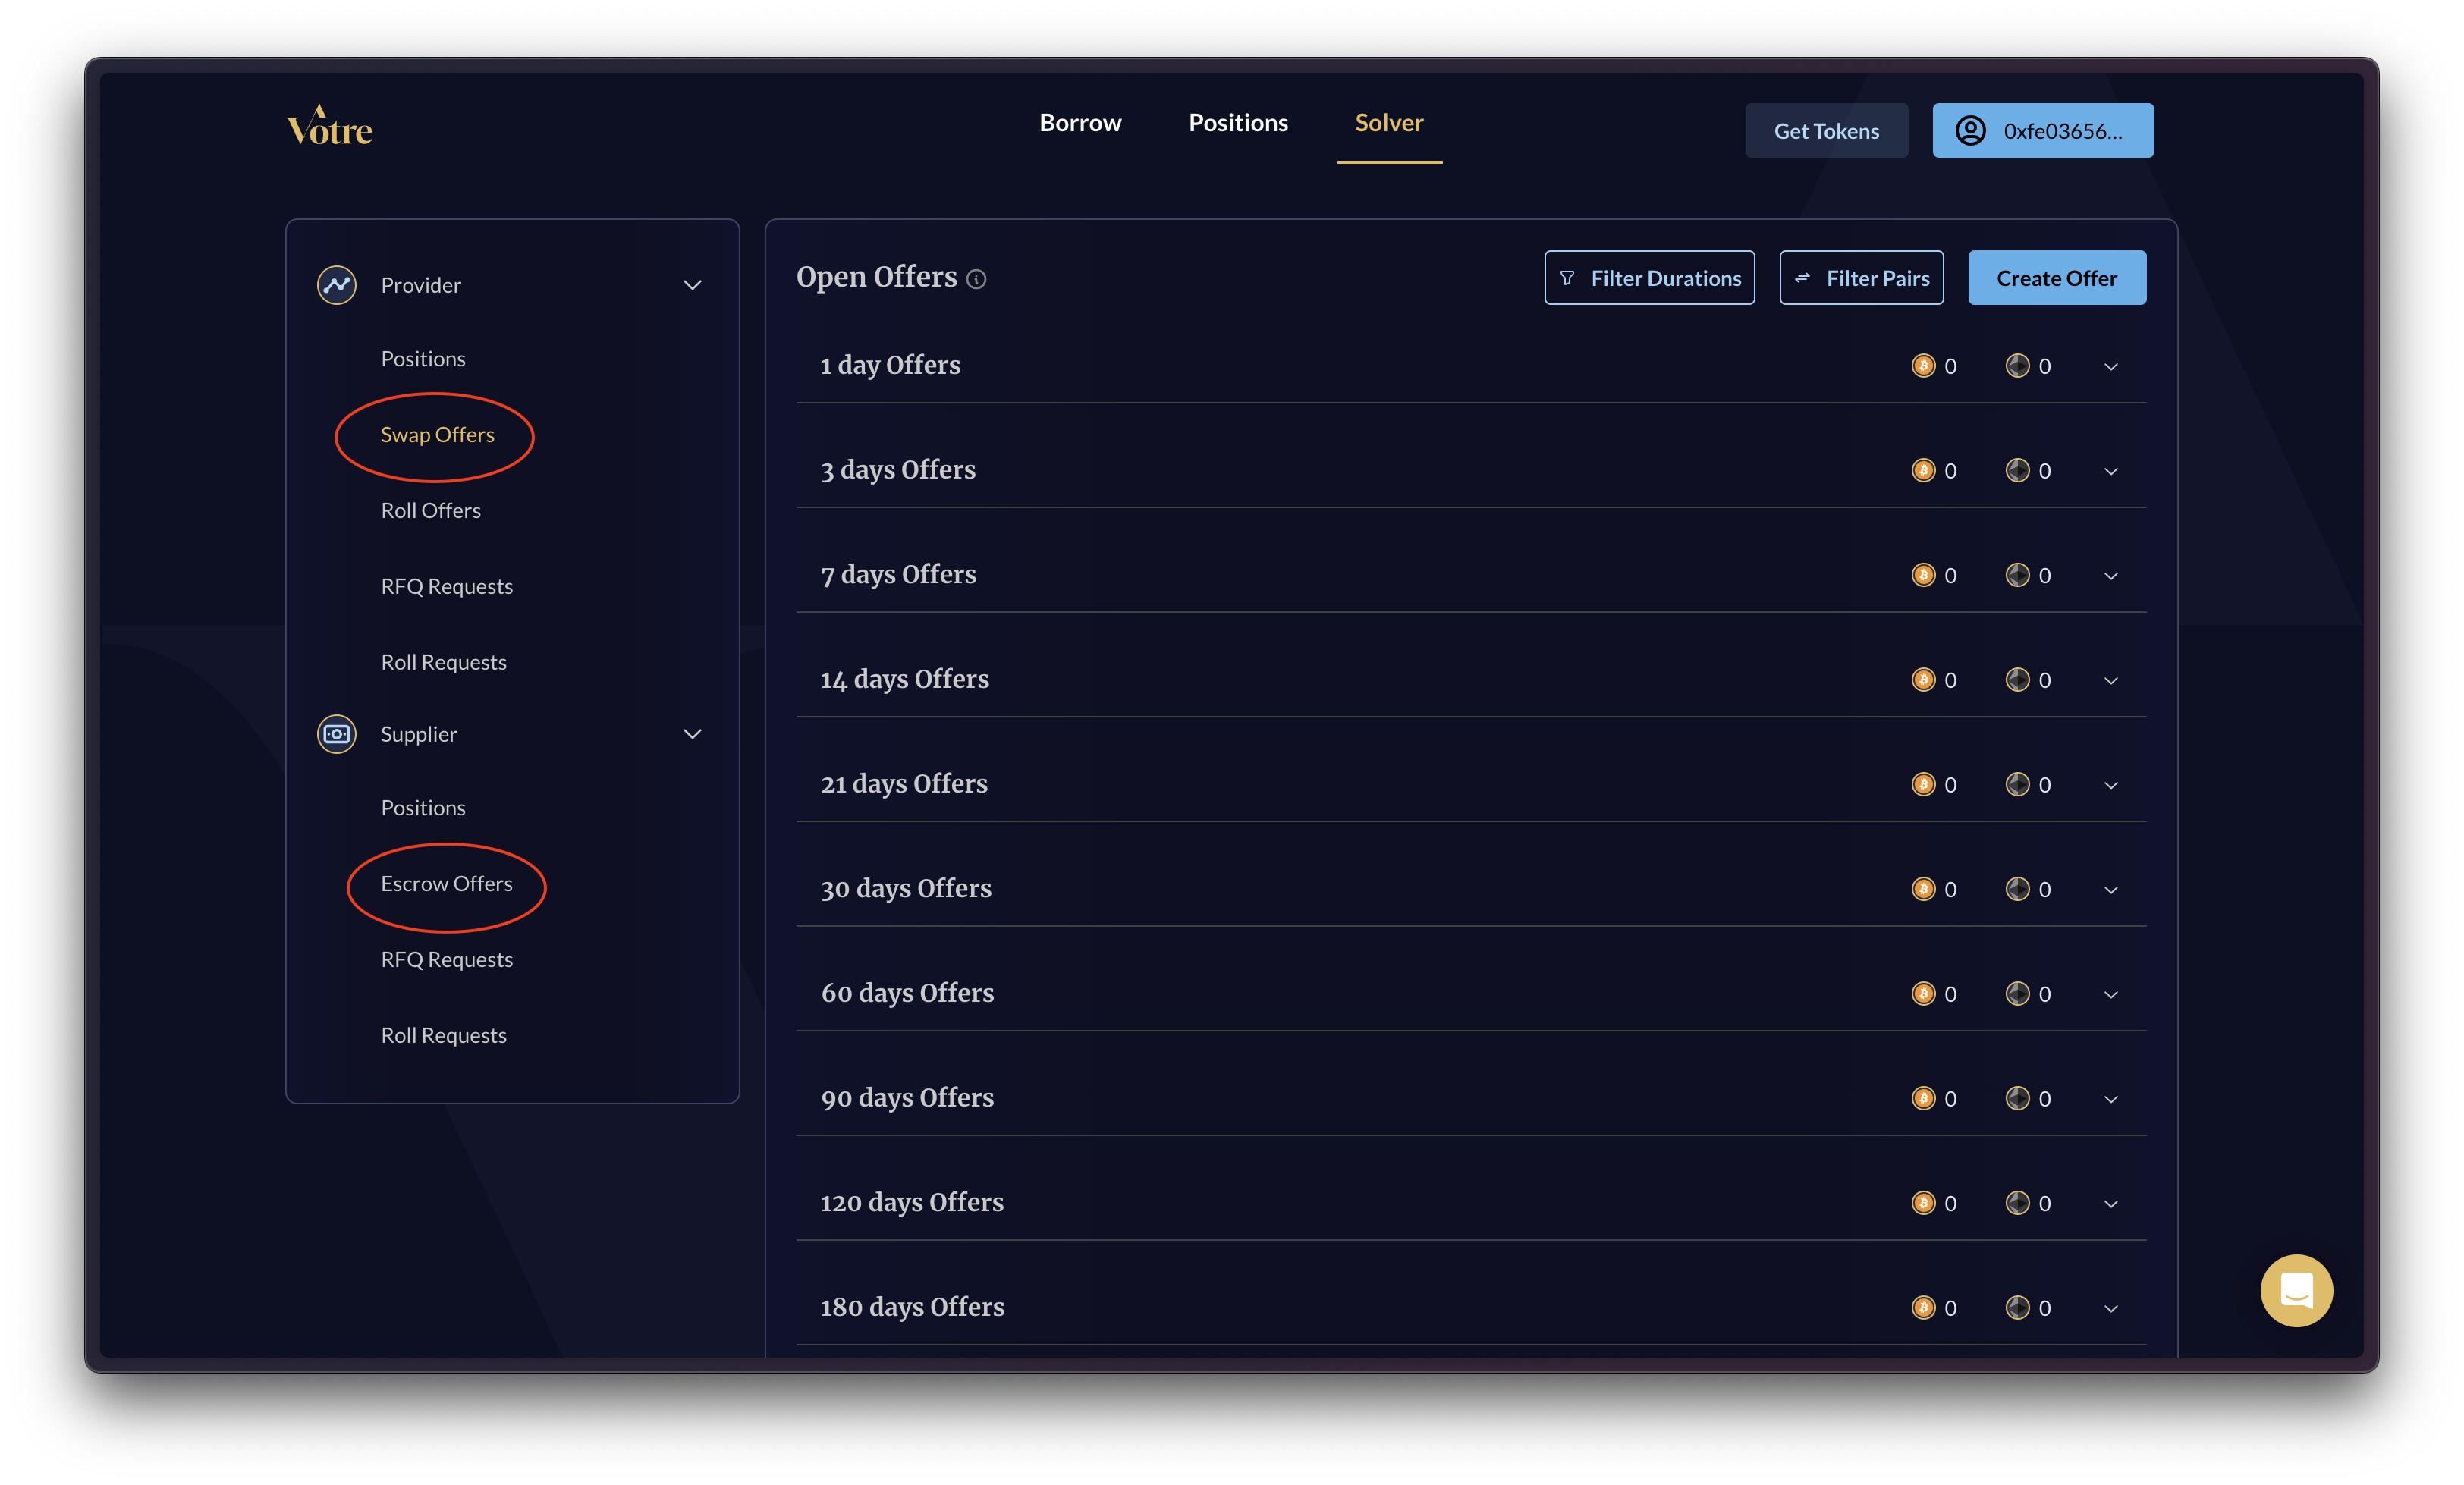 Votre
Borrow
Positions
Solver
Get Tokens
0xfe03656...
Provider
Positions
Swap Offers
Roll Offers
RFQ Requests
Roll Requests
Supplier
Positions
Escrow Offers
RFQ Requests
Roll Requests
Open Offers
Filter Durations
Filter Pairs
Create Offer
1 day Offers 0 0
3 days Offers 0 0
7 days Offers 0 0
14 days Offers 0 0
21 days Offers 0 0
30 days Offers 0 0
60 days Offers 0 0
90 days Offers 0 0
120 days Offers 0 0
180 days Offers 0 0